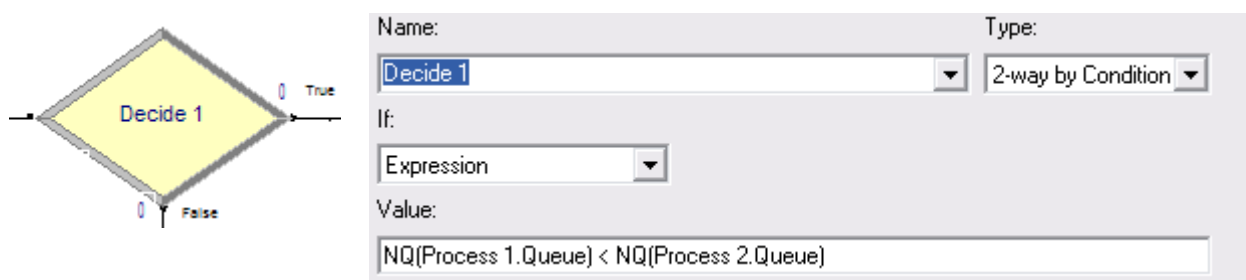 Name:
Type:
Decide 1
2-way by Condition
0 True
Decide 1
If:
Expression
0 False
Value:
NQ(Process 1.Queue) < NQ(Process 2.Queue)